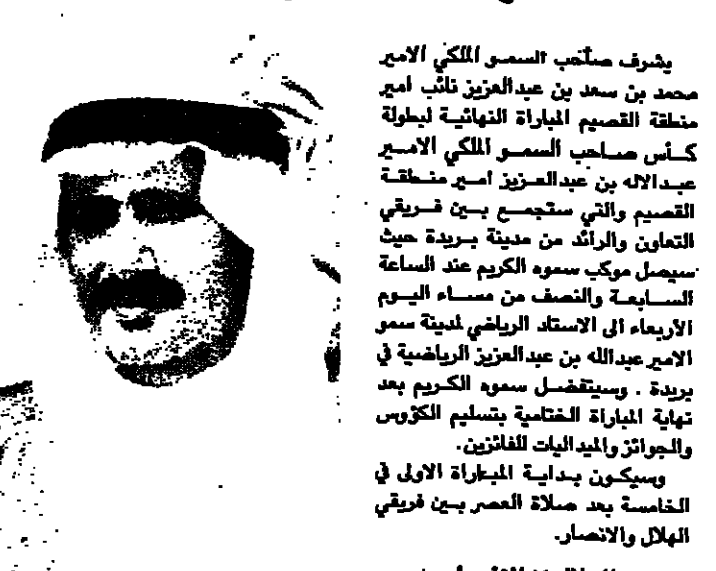 يشرف صاحب السمو الملكي الامير
محمد بن سعد بن عبدالعزيز نائب امير
منطقة القصيم المباراة النهائية لبطولة
كأس صاحب السمو الملكي الامير
عبدالاله بن عبدالعزيز امير منطقة
القصيم والتي ستجمع بين فريقي
التعاون والرائد من مدينة بريدة حيث
سيصل موكب سموه الكريم عند الساعة
السابعة والنصف من مساء اليوم
الأربعاء الى الاستاد الرياضي لمدينة سمو
الامير عبدالله بن عبدالعزيز الرياضية في
بريدة . وسيتفضل سموه الكريم بعد
نهاية المباراة الختامية بتسليم الكؤوس
والجوائز والميداليات للفائزين.
وسيكون بداية المباراة الاولى في
الخامسة بعد صلاة العصر بين فريقي
الهلال والانصار.